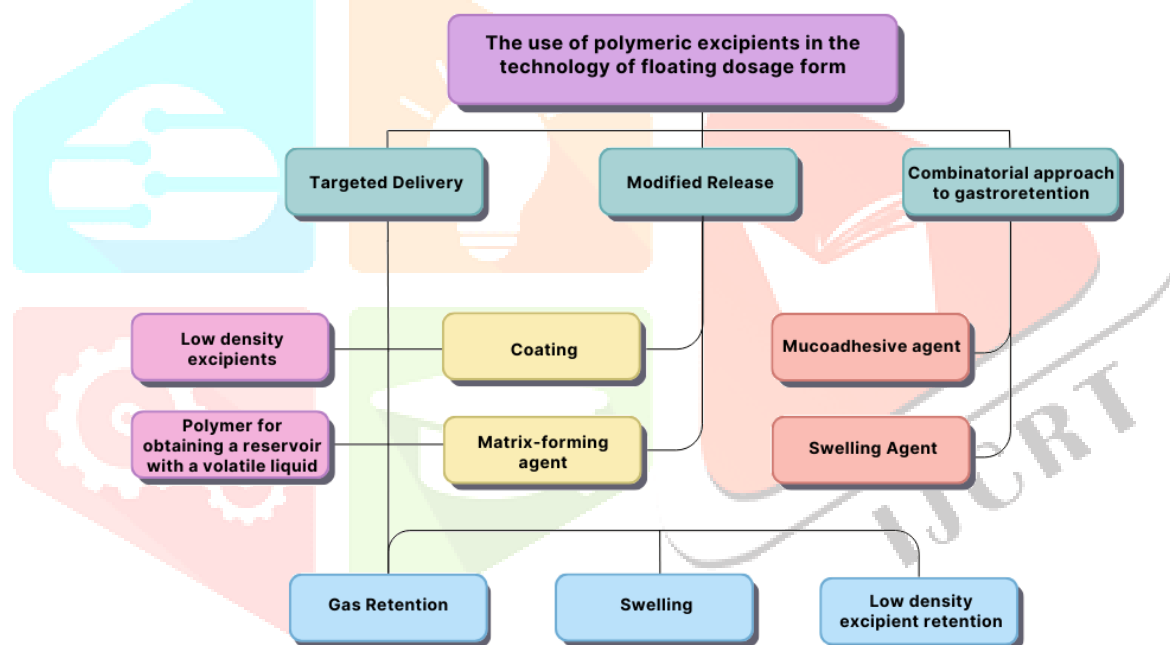 The use of polymeric excipients in the
technology of floating dosage form
Targeted Delivery
Modified Release
Combinatorial approach
to gastroretention
Low density
excipients
Coating
Mucoadhesive agent
Polymer for
obtaining a reservoir
with a volatile liquid
Matrix-forming
agent
Swelling Agent
Gas Retention
Swelling
Low density
excipient retention
IJCRT